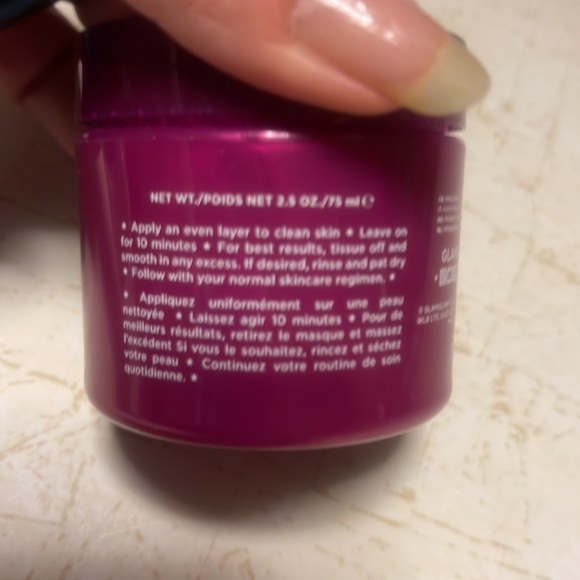 NET WT./POIDS NET 2.5 OZ./75 ml ℮
★ Apply an even layer to clean skin ★ Leave on
for 10 minutes ★ For best results, tissue off and
smooth in any excess. If desired, rinse and pat dry
★ Follow with your normal skincare regimen. ★
★ Appliquez uniformément sur une peau
nettoyée ★ Laissez agir 10 minutes ★ Pour de
meilleurs résultats, retirez le masque et massez
l'excédent Si vous le souhaitez, rincez et séchez
votre peau ★ Continuez votre routine de soin
quotidienne. ★